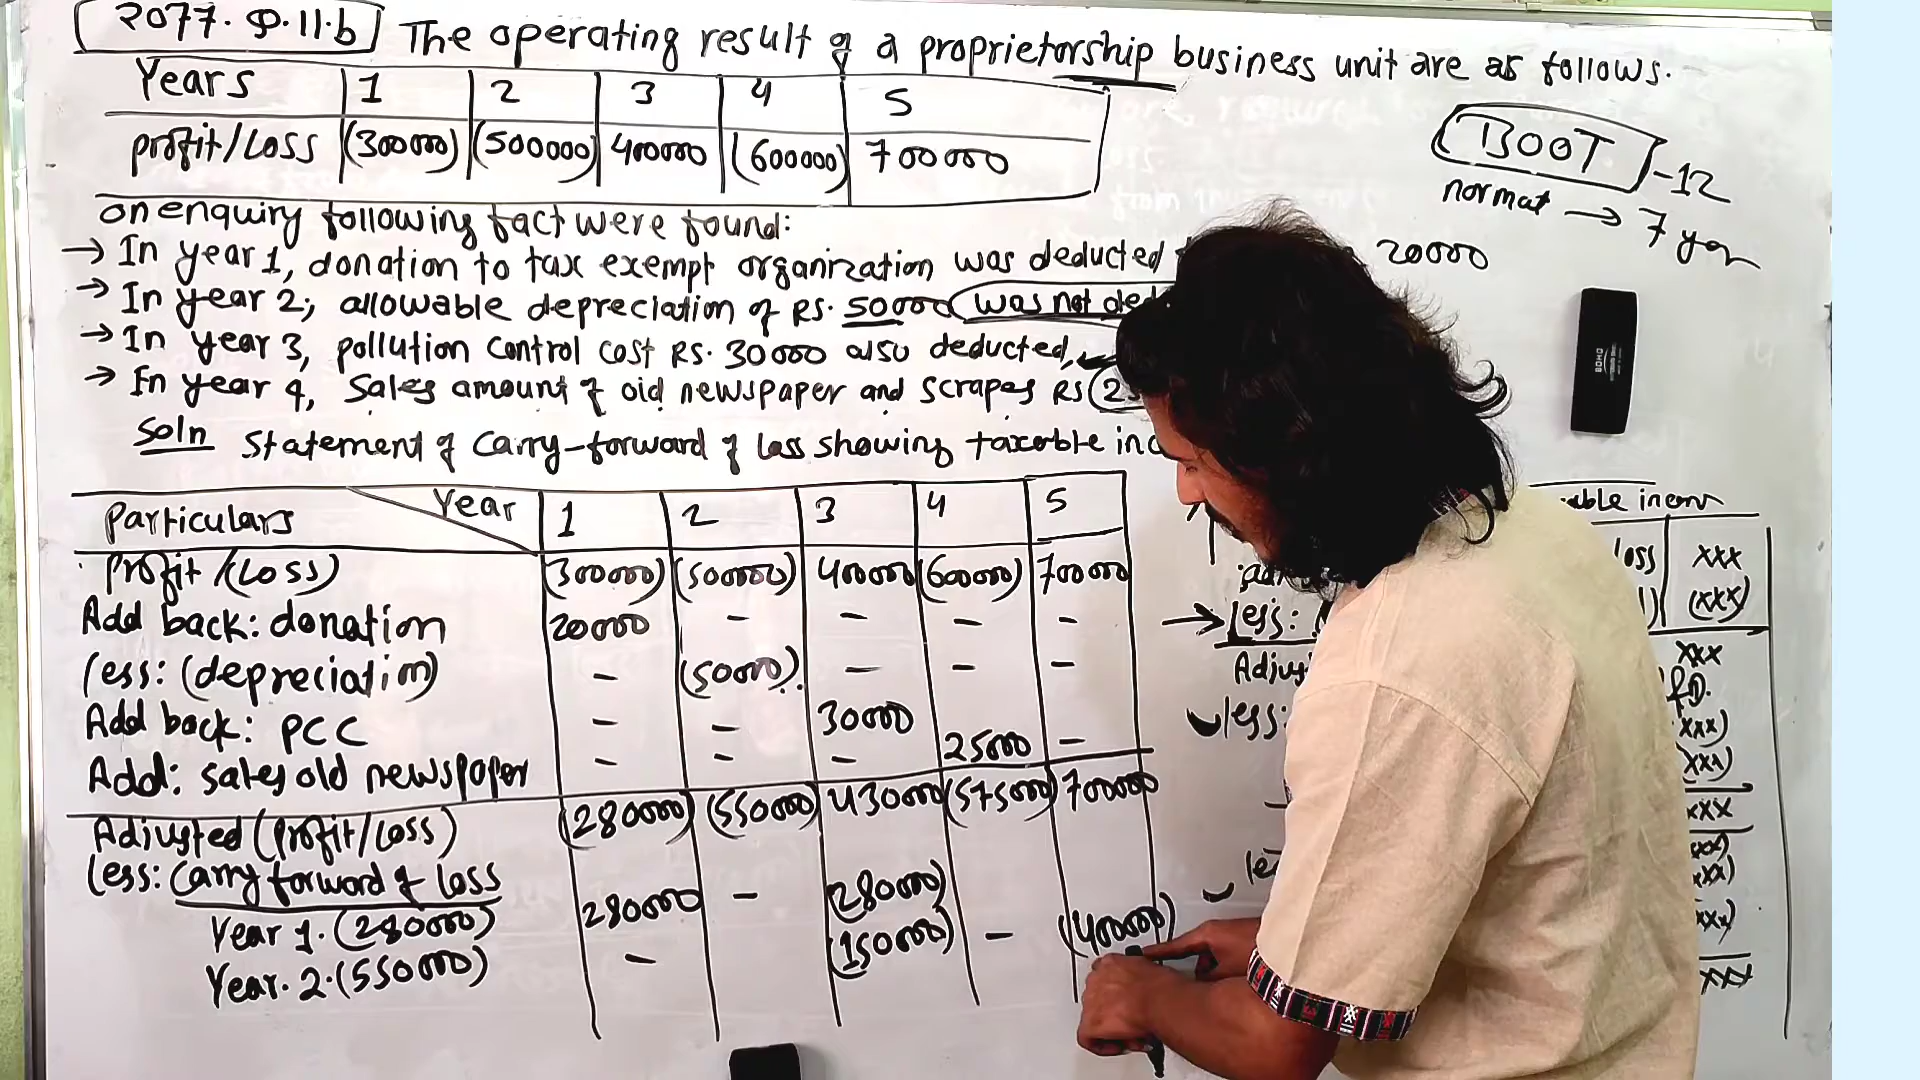 २०77. Q.11.b The operating result of a proprietorship business unit are as follows.
Years 1 2 3 4 5
profit/Loss (300000) (500000) 400000 (600000) 700000
BOOT -12
normal → 7 year
on enquiry following fact were found:
→ In year 1, donation to tax exempt organization was deducted 20000
→ In year 2, allowable depreciation of RS. 50000 was not
→ In year 3, pollution control cost RS. 30000 also deducted,
→ In year 4, Sales amount of old newspaper and scrapes RS
Soln Statement of Carry-forward of loss showing taxable
Particulars Year 1 2 3 4 5
profit/(Loss) (300000) (500000) 400000 (600000) 700000
Add back: donation 20000 - - - -
less: (depreciation) - (50000) - - -
Add back: PCC - - 30000
Add: sales old newspaper - - - 25000 -
Adjusted (profit/Loss) (280000) (550000) 430000 (575000) 700000
less: Carry forward of loss
Year 1. (280000) 280000 - (280000)
Year. 2. (550000) - (150000) - (400000)
loss xxx
→ less: (xxx)
xxx
less: xxx)
(xxx)
xxx
xxx)
xxx)
xxx